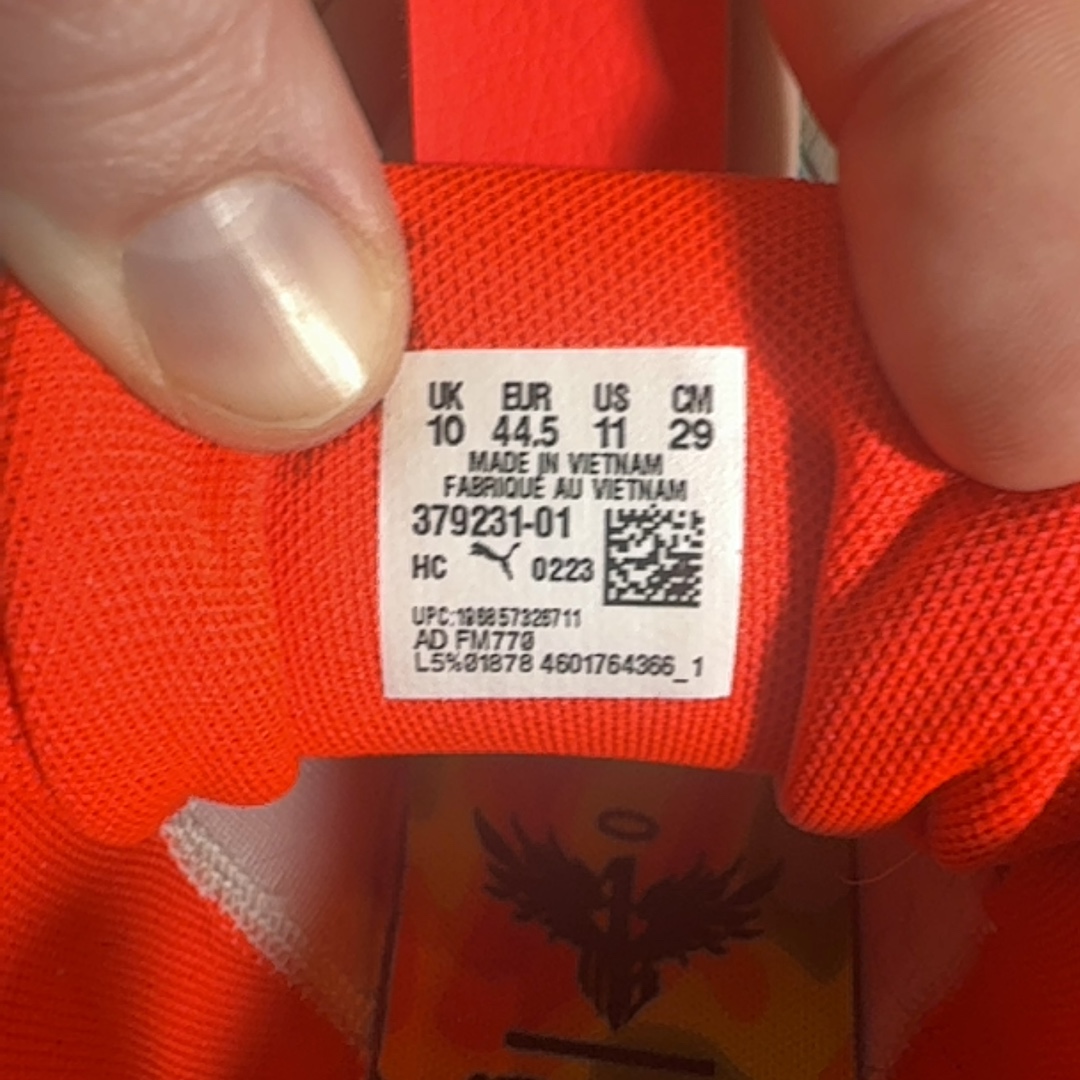 UK EUR US CM
10 44.5 11 29
MADE IN VIETNAM
FABRIQUÉ AU VIETNAM
379231-01
HC 0223
UPC:196857326711
AD FM770
L5%01878 4601764366_1